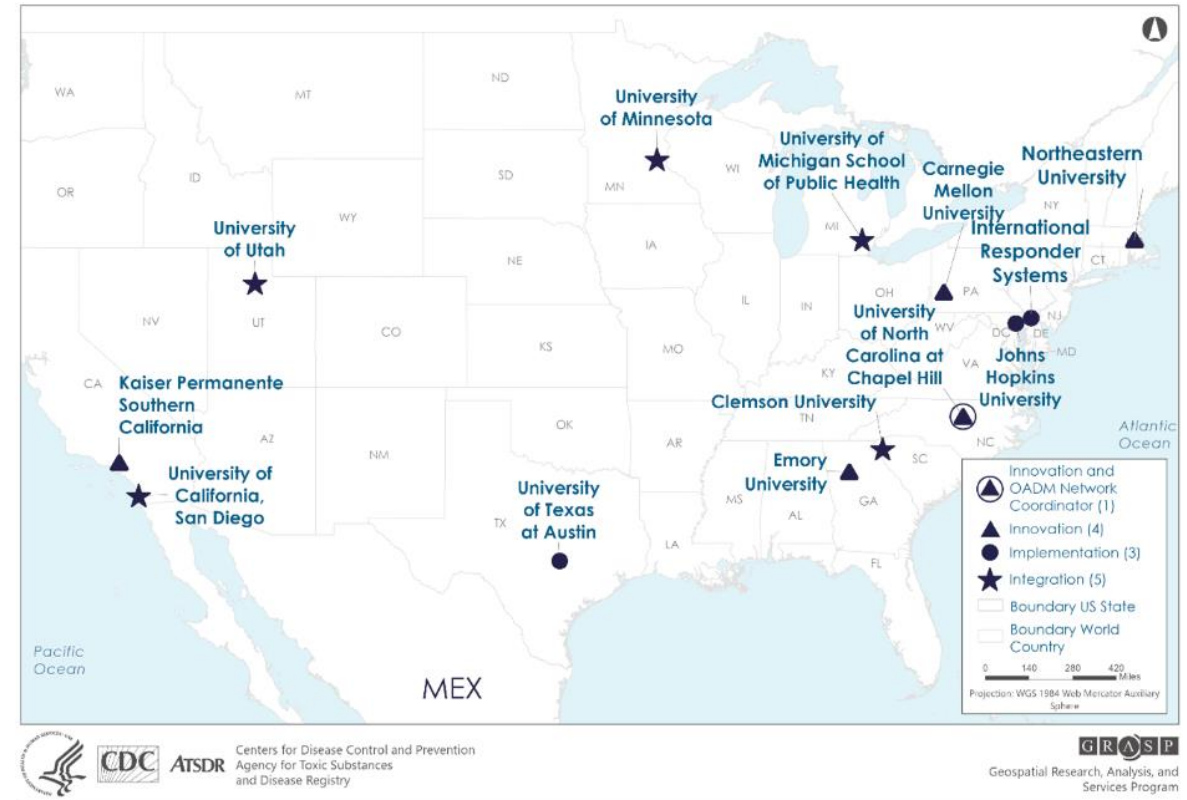 WA
MT
ND
OR
ID
SD
MN
WI
WY
NE
IA
MI
NY
CT
NV
UT
CO
KS
MO
IL
IN
OH
PA
NJ
WV
DC
DE
MD
VA
KY
CA
AZ
NM
OK
AR
TN
NC
SC
MS
AL
GA
TX
LA
FL
University
of Minnesota
University of
Michigan School
of Public Health
Carnegie
Mellon
University
Northeastern
University
International
Responder
Systems
University
of Utah
University
of North
Carolina at
Chapel Hill
Johns
Hopkins
University
Kaiser Permanente
Southern
California
Clemson University
University of
California,
San Diego
University
of Texas
at Austin
Emory
University
Atlantic
Ocean
Pacific
Ocean
MEX
Innovation and
OADM Network
Coordinator (1)
Innovation (4)
Implementation (3)
Integration (5)
Boundary US State
Boundary World
Country
0 140 280 420
Miles
Projection: WGS 1984 Web Mercator Auxiliary
Sphere
CDC
ATSDR
Centers for Disease Control and Prevention
Agency for Toxic Substances
and Disease Registry
GRASP
Geospatial Research, Analysis, and
Services Program